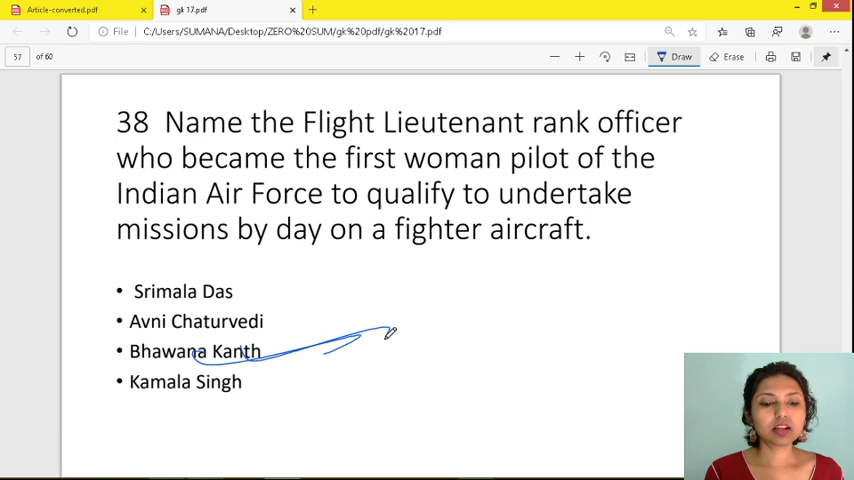 Article-converted.pdf
gk 17.pdf
File
C:/Users/SUMANA/Desktop/ZERO%20SUM/gk%20pdf/gk%2017.pdf
57 of 60
Draw
Erase
38 Name the Flight Lieutenant rank officer
who became the first woman pilot of the
Indian Air Force to qualify to undertake
missions by day on a fighter aircraft.
• Srimala Das
• Avni Chaturvedi
• Bhawana Kanth
• Kamala Singh